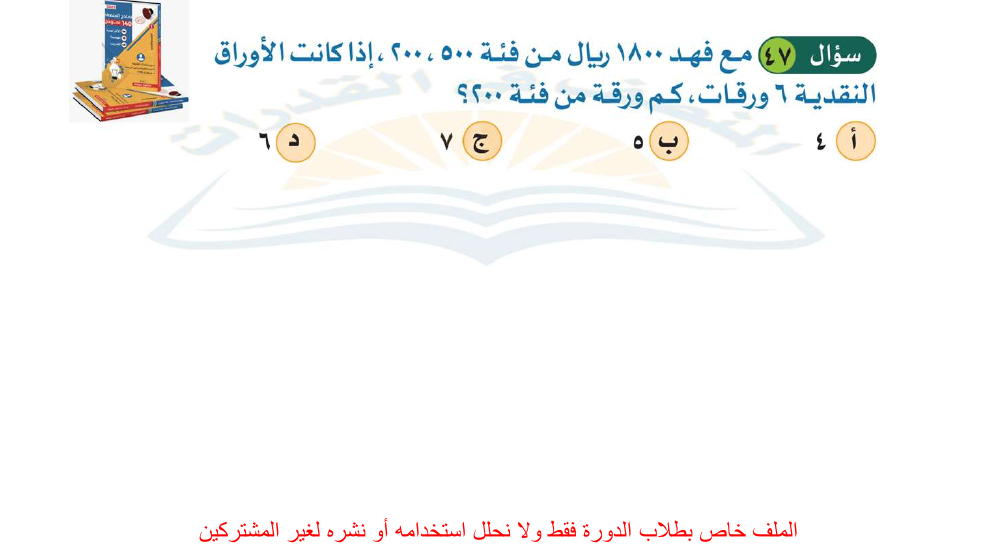 سؤال ٤٧ مع فهد ١٨٠٠ ريال من فئة ٥٠٠ ، ٢٠٠ ، إذا كانت الأوراق
النقدية ٦ ورقات، كم ورقة من فئة ٢٠٠؟
أ ٤ ب ٥ ج ٧ د ٦
الملف خاص بطلاب الدورة فقط ولا نحلل استخدامه أو نشره لغير المشتركين